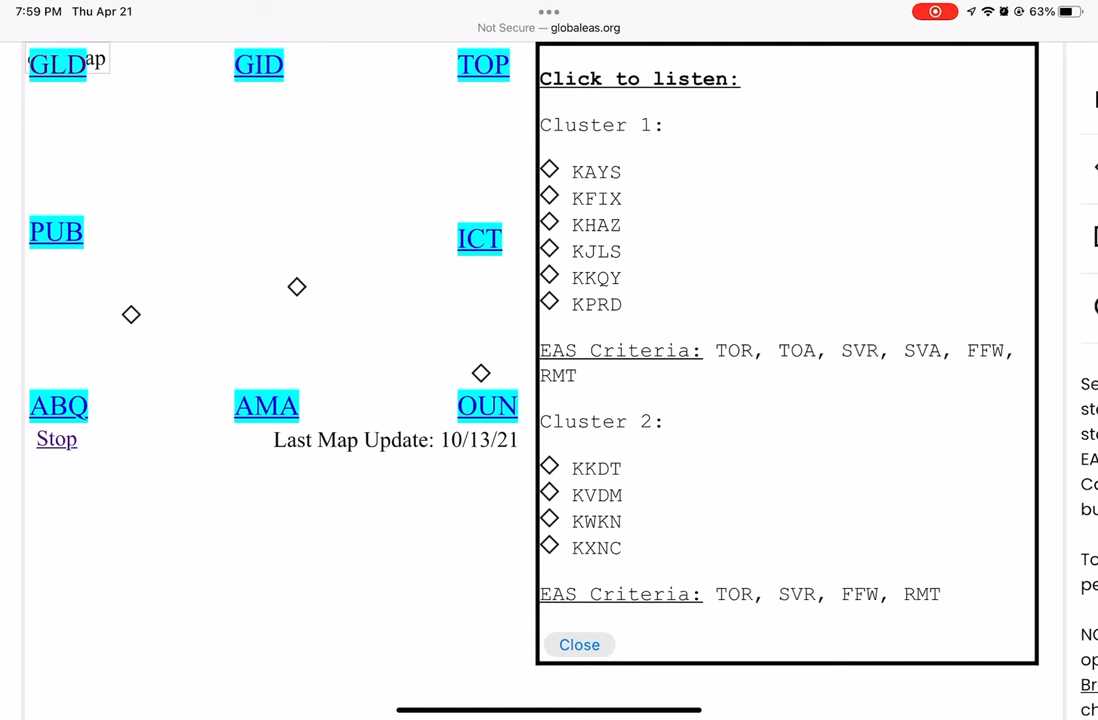 7:59 PM Thu Apr 21
63%
Not Secure — globaleas.org
GLD ap GID TOP
PUB ICT
ABQ AMA OUN
Stop Last Map Update: 10/13/21
Click to listen:
Cluster 1:
KAYS
KFIX
KHAZ
KJLS
KKQY
KPRD
EAS Criteria: TOR, TOA, SVR, SVA, FFW,
RMT
Cluster 2:
KKDT
KVDM
KWKN
KXNC
EAS Criteria: TOR, SVR, FFW, RMT
Close